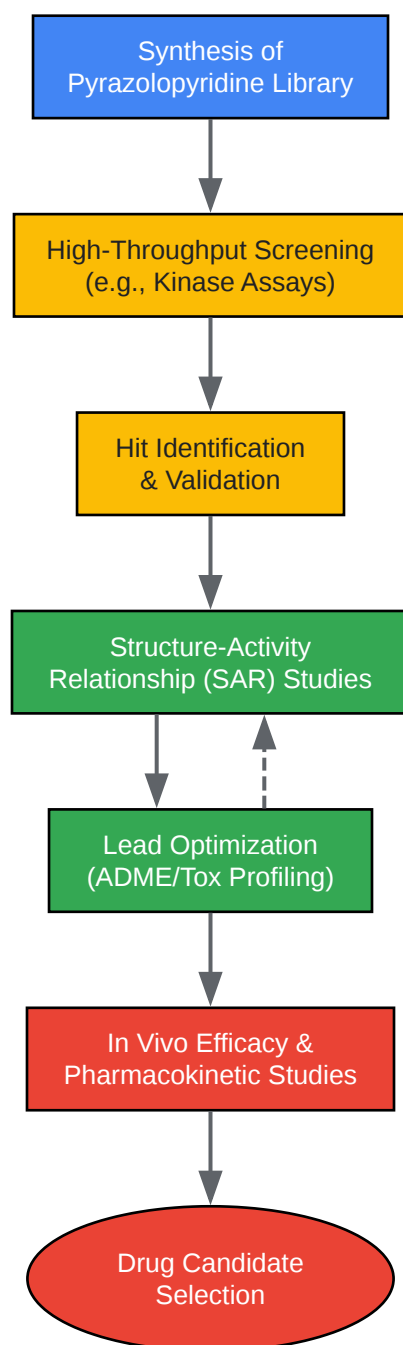 Synthesis of
Pyrazolopyridine Library
High-Throughput Screening
(e.g., Kinase Assays)
Hit Identification
& Validation
Structure-Activity
Relationship (SAR) Studies
Lead Optimization
(ADME/Tox Profiling)
In Vivo Efficacy &
Pharmacokinetic Studies
Drug Candidate
Selection